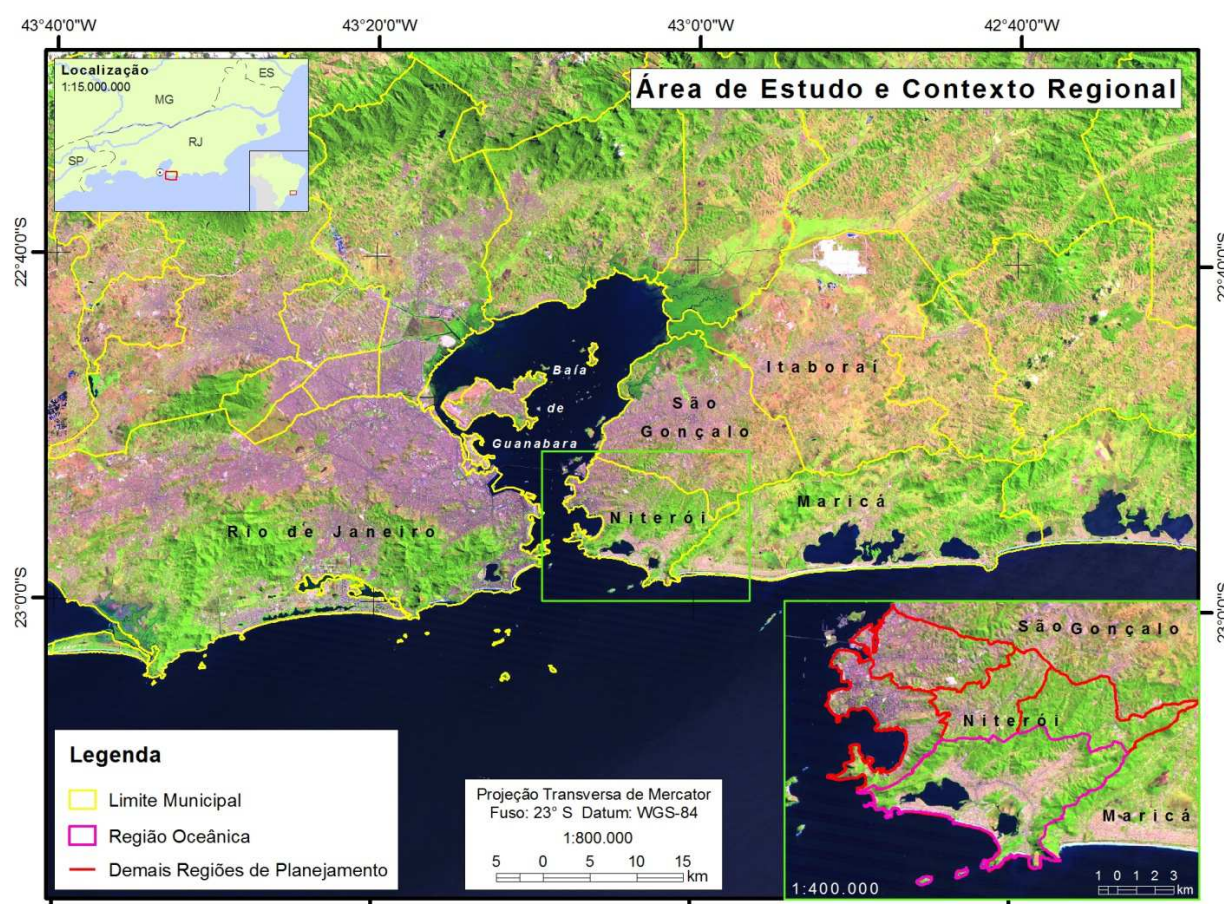 43°40'0"W
43°20'0"W
43°0'0"W
42°40'0"W
Localização
1:15.000.000
ES
MG
RJ
SP
Área de Estudo e Contexto Regional
22°40'0"S
22°40'0"S
Baía
de
Guanabara
Itaboraí
São
Gonçalo
Niterói
Maricá
Rio de Janeiro
23°0'0"S
23°0'0"S
São Gonçalo
Niterói
Maricá
1:400.000
1 0 1 2 3
km
Legenda
Limite Municipal
Região Oceânica
Demais Regiões de Planejamento
Projeção Transversa de Mercator
Fuso: 23° S Datum: WGS-84
1:800.000
5 0 5 10 15
km